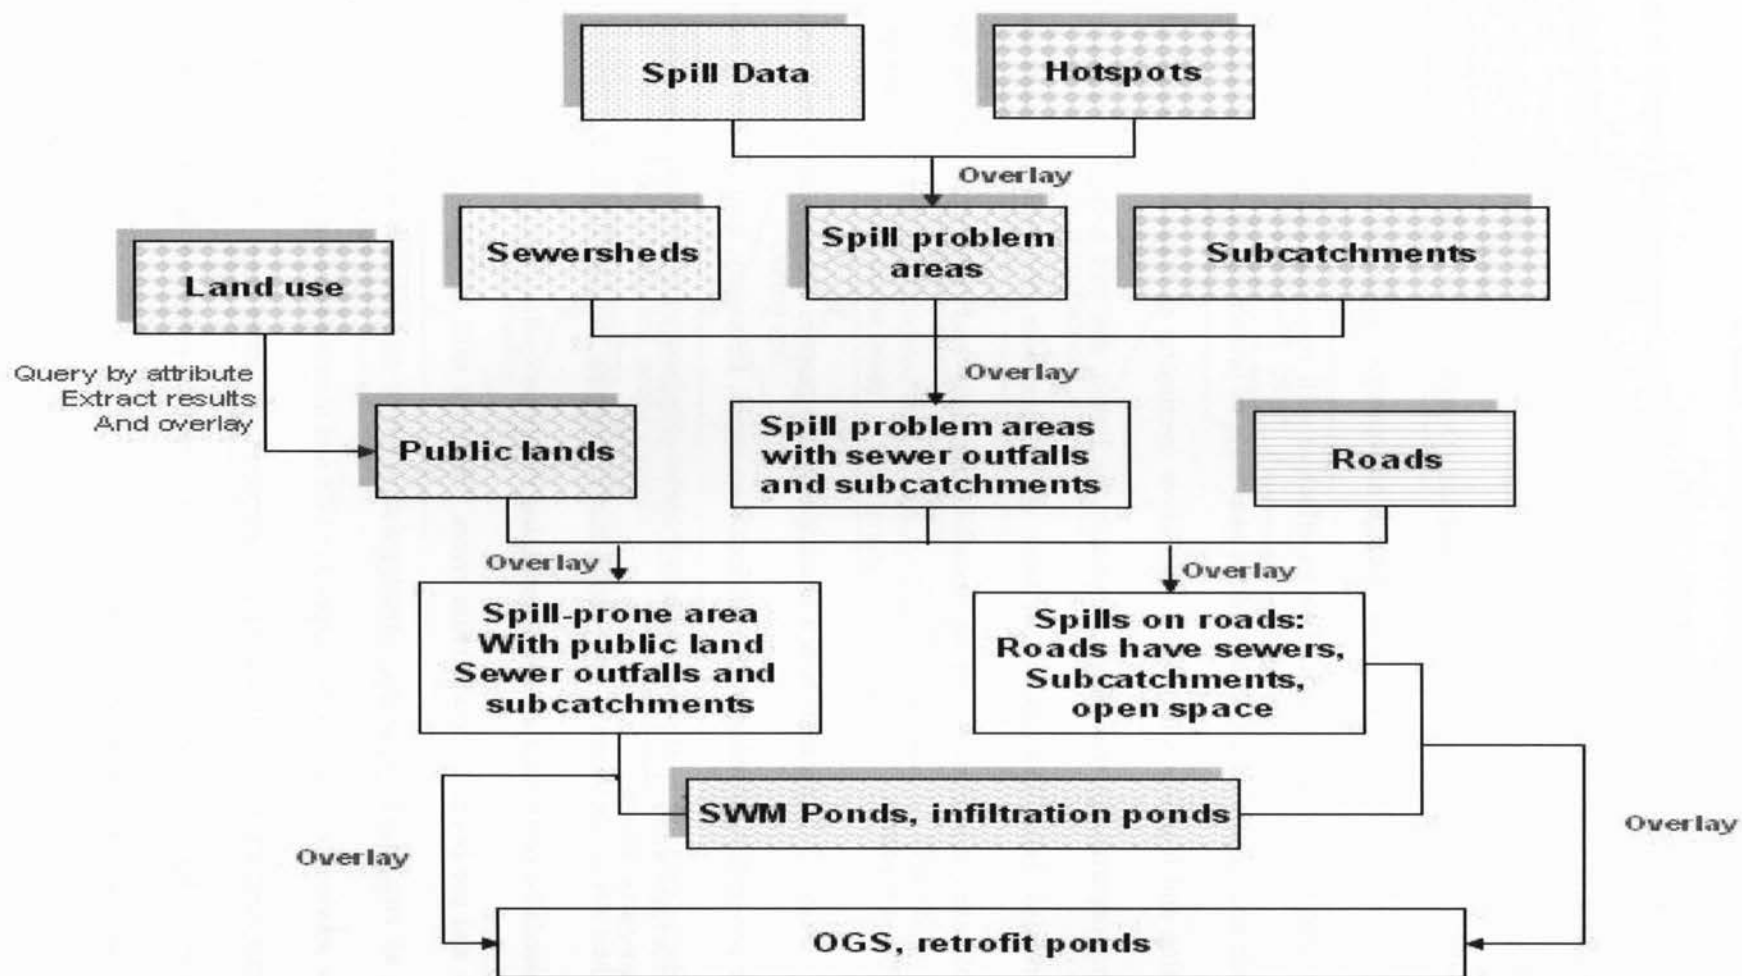 Spill Data
Hotspots
Overlay
Sewersheds
Spill problem
areas
Subcatchments
Land use
Query by attribute
Extract results
And overlay
Overlay
Public lands
Spill problem areas
with sewer outfalls
and subcatchments
Roads
Overlay
Overlay
Spill-prone area
With public land
Sewer outfalls and
subcatchments
Spills on roads:
Roads have sewers,
Subcatchments,
open space
SWM Ponds, infiltration ponds
Overlay
Overlay
OGS, retrofit ponds